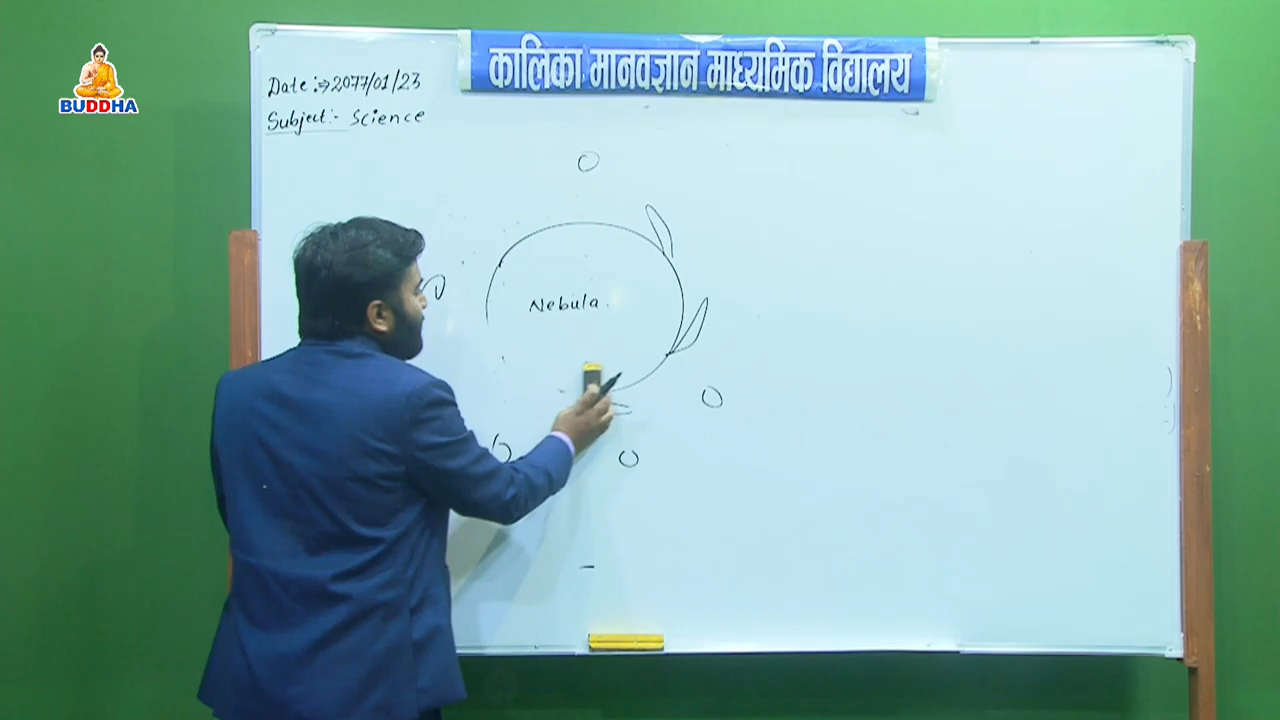 BUDDHA
कालिका मानवज्ञान माध्यमिक विद्यालय
Date :⇒ 2077/01/23
Subject:- Science
Nebula.